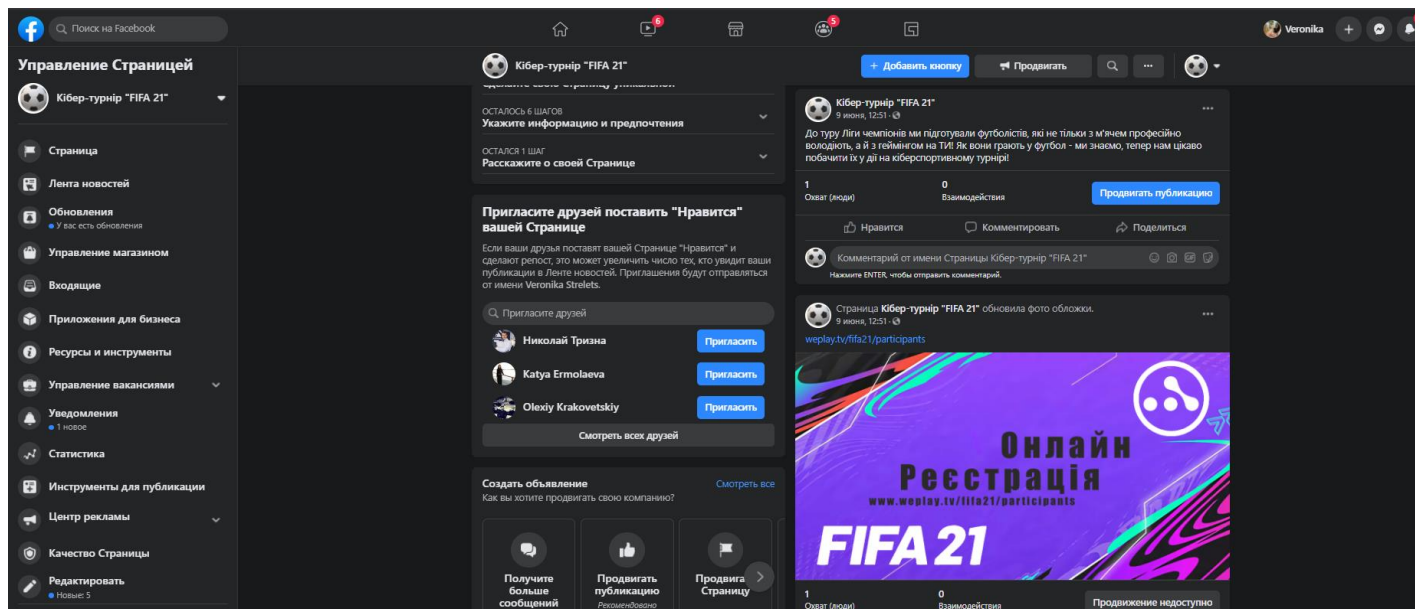 Поиск на Facebook
6
5
Veronika
Управление Страницей
Кібер-турнір "FIFA 21"
Страница
Лента новостей
Обновления
У вас есть обновления
Управление магазином
Входящие
Приложения для бизнеса
Ресурсы и инструменты
Управление вакансиями
Уведомления
1 новое
Статистика
Инструменты для публикации
Центр рекламы
Качество Страницы
Редактировать
Новые: 5
Кібер-турнір "FIFA 21"
+ Добавить кнопку
Продвигать
Сделайте свою Страницу уникальной
ОСТАЛОСЬ 6 ШАГОВ
Укажите информацию и предпочтения
ОСТАЛСЯ 1 ШАГ
Расскажите о своей Странице
Пригласите друзей поставить "Нравится"
вашей Странице
Если ваши друзья поставят вашей Странице "Нравится" и
сделают репост, это может увеличить число тех, кто увидит ваши
публикации в Ленте новостей. Приглашения будут отправляться
от имени Veronika Strelets.
Пригласите друзей
Николай Тризна
Пригласить
Katya Ermolaeva
Пригласить
Olexiy Krakovetskiy
Пригласить
Смотреть всех друзей
Создать объявление
Смотреть все
Как вы хотите продвигать свою компанию?
Получите
больше
сообщений
Продвигать
публикацию
Рекомендовано
Продвига
Страницу
Кібер-турнір "FIFA 21"
9 июня, 12:51 ·
До туру Ліги чемпіонів ми підготували футболістів, які не тільки з м'ячем професійно
володіють, а й з геймінгом на ТИ! Як вони грають у футбол - ми знаємо, тепер нам цікаво
побачити їх у дії на кіберспортивному турнірі!
1
Охват (люди)
0
Взаимодействия
Продвигать публикацию
Нравится
Комментировать
Поделиться
Комментарий от имени Страницы Кібер-турнір "FIFA 21"
GIF
Нажмите ENTER, чтобы отправить комментарий.
Страница Кібер-турнір "FIFA 21" обновила фото обложки.
9 июня, 12:51 ·
weplay.tv/fifa21/participants
Онлайн
Реєстрація
www.weplay.tv/fifa21/participants
FIFA 21
1
Охват (люди)
0
Взаимодействия
Продвижение недоступно